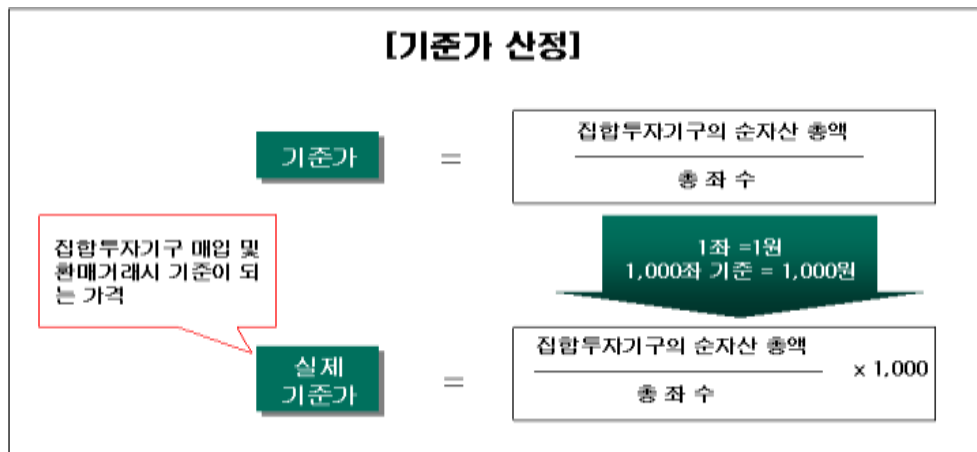 [기준가 산정]
기준가
=
집합투자기구의 순자산 총액
총 좌 수
집합투자기구 매입 및
환매거래시 기준이 되
는 가격
1좌 =1원
1,000좌 기준 = 1,000원
실제
기준가
=
집합투자기구의 순자산 총액
총 좌 수
x 1,000